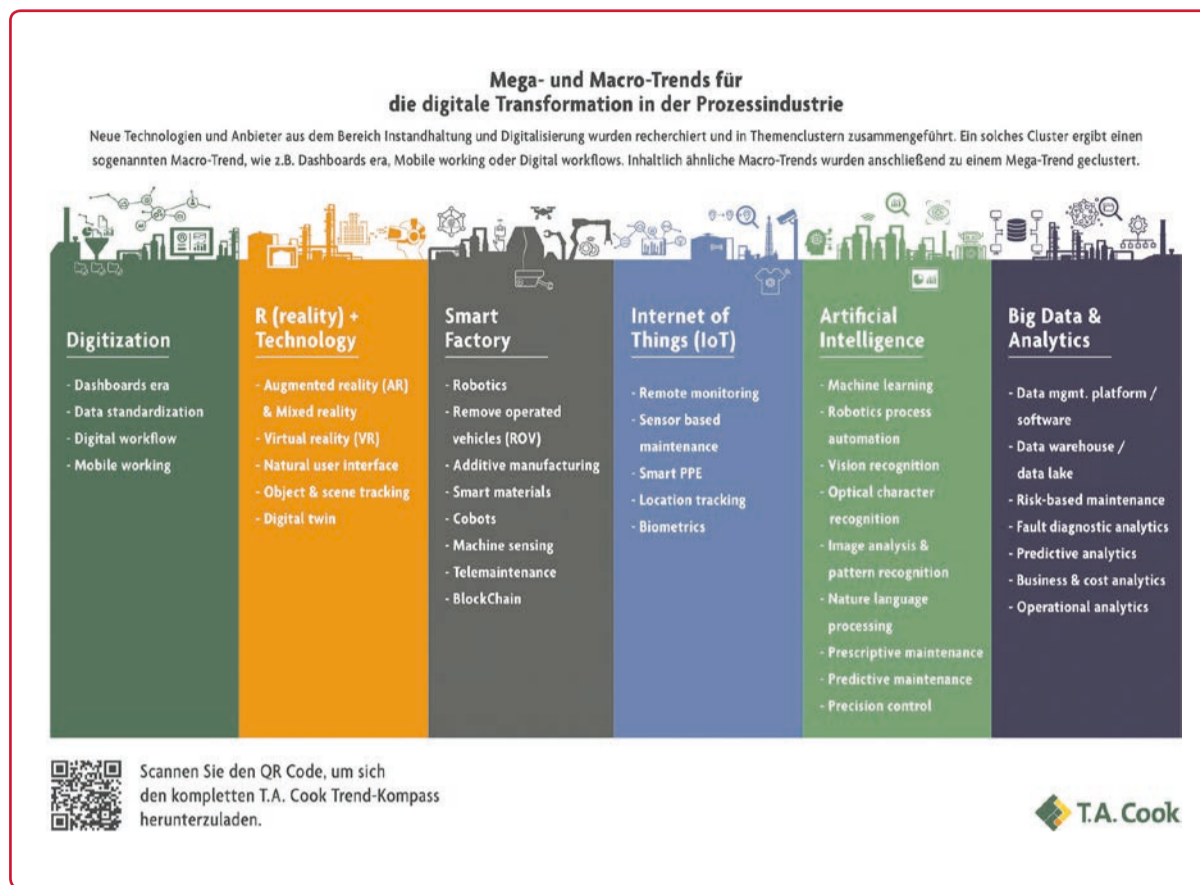 Mega- und Macro-Trends für
die digitale Transformation in der Prozessindustrie
Neue Technologien und Anbieter aus dem Bereich Instandhaltung und Digitalisierung wurden recherchiert und in Themenclustern zusammengeführt. Ein solches Cluster ergibt einen
sogenannten Macro-Trend, wie z.B. Dashboards era, Mobile working oder Digital workflows. Inhaltlich ähnliche Macro-Trends wurden anschließend zu einem Mega-Trend geclustert.
Digitization
- Dashboards era
- Data standardization
- Digital workflow
- Mobile working
R (reality) +
Technology
- Augmented reality (AR)
& Mixed reality
- Virtual reality (VR)
- Natural user interface
- Object & scene tracking
- Digital twin
Smart
Factory
- Robotics
- Remove operated
vehicles (ROV)
- Additive manufacturing
- Smart materials
- Cobots
- Machine sensing
- Telemaintenance
- BlockChain
Internet of
Things (IoT)
- Remote monitoring
- Sensor based
maintenance
- Smart PPE
- Location tracking
- Biometrics
Artificial
Intelligence
- Machine learning
- Robotics process
automation
- Vision recognition
- Optical character
recognition
- Image analysis &
pattern recognition
- Nature language
processing
- Prescriptive maintenance
- Predictive maintenance
- Precision control
Big Data &
Analytics
- Data mgmt. platform /
software
- Data warehouse /
data lake
- Risk-based maintenance
- Fault diagnostic analytics
- Predictive analytics
- Business & cost analytics
- Operational analytics
Scannen Sie den QR Code, um sich
den kompletten T.A. Cook Trend-Kompass
herunterzuladen.
T.A. Cook